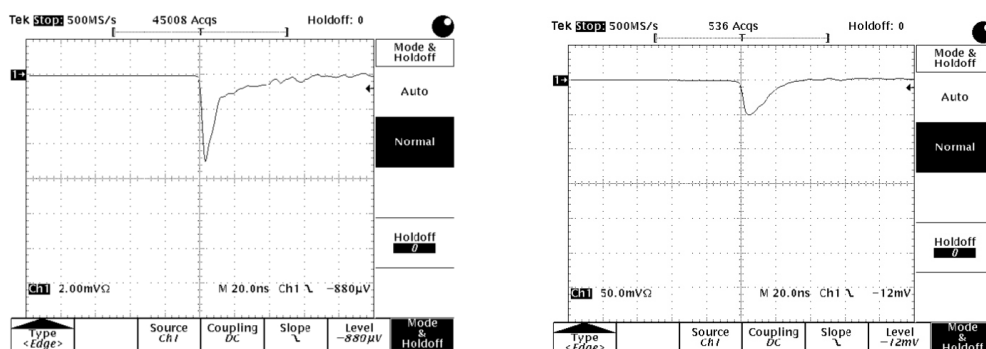 Tek Stop: 500MS/s 45008 Acqs Holdoff: 0
[ T ]
1→
Mode &
Holdoff
Auto
Normal
Holdoff
0
Ch1 2.00mVΩ M 20.0ns Ch1 -880µV
Type
<Edge>
Source
Ch1
Coupling
DC
Slope
Level
-880µV
Mode
&
Holdoff
Tek Stop: 500MS/s 536 Acqs Holdoff: 0
[ T ]
1→
Mode &
Holdoff
Auto
Normal
Holdoff
0
Ch1 50.0mVΩ M 20.0ns Ch1 -12mV
Type
<Edge>
Source
Ch1
Coupling
DC
Slope
Level
-12mV
Mode
&
Holdoff